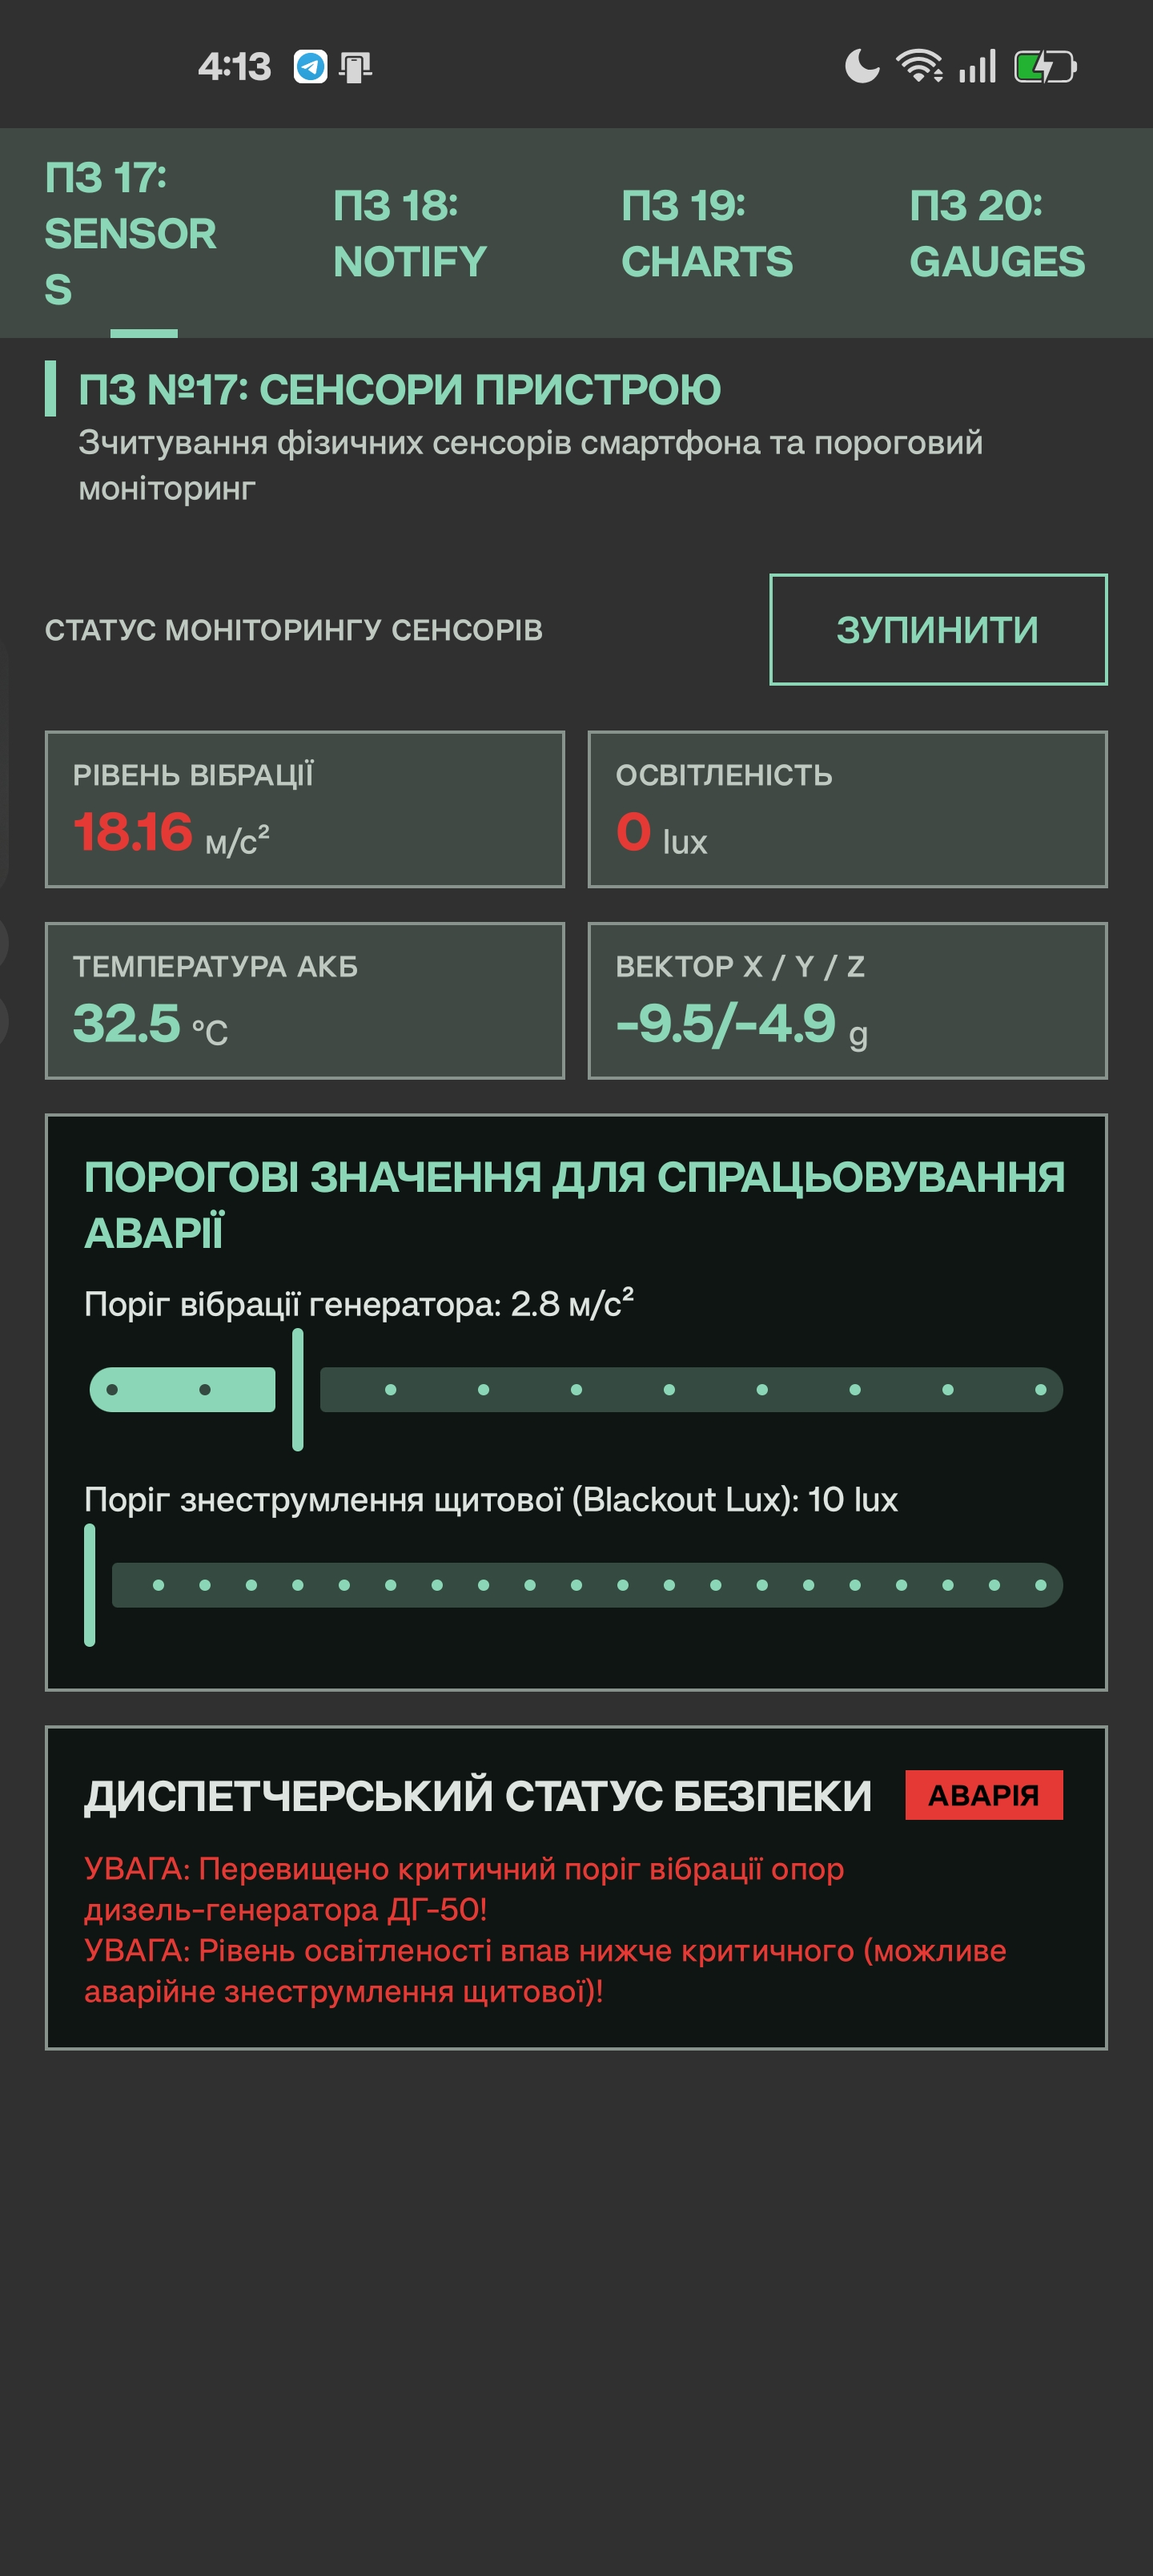 4:13
ПЗ 17:
SENSOR
S
ПЗ 18:
NOTIFY
ПЗ 19:
CHARTS
ПЗ 20:
GAUGES
ПЗ №17: СЕНСОРИ ПРИСТРОЮ
Зчитування фізичних сенсорів смартфона та пороговий
моніторинг
СТАТУС МОНІТОРИНГУ СЕНСОРІВ
ЗУПИНИТИ
РІВЕНЬ ВІБРАЦІЇ
18.16 м/с²
ОСВІТЛЕНІСТЬ
0 lux
ТЕМПЕРАТУРА АКБ
32.5 °C
ВЕКТОР X / Y / Z
-9.5/-4.9 g
ПОРОГОВІ ЗНАЧЕННЯ ДЛЯ СПРАЦЬОВУВАННЯ
АВАРІЇ
Поріг вібрації генератора: 2.8 м/с²
Поріг знеструмлення щитової (Blackout Lux): 10 lux
ДИСПЕТЧЕРСЬКИЙ СТАТУС БЕЗПЕКИ
АВАРІЯ
УВАГА: Перевищено критичний поріг вібрації опор
дизель-генератора ДГ-50!
УВАГА: Рівень освітленості впав нижче критичного (можливе
аварійне знеструмлення щитової)!